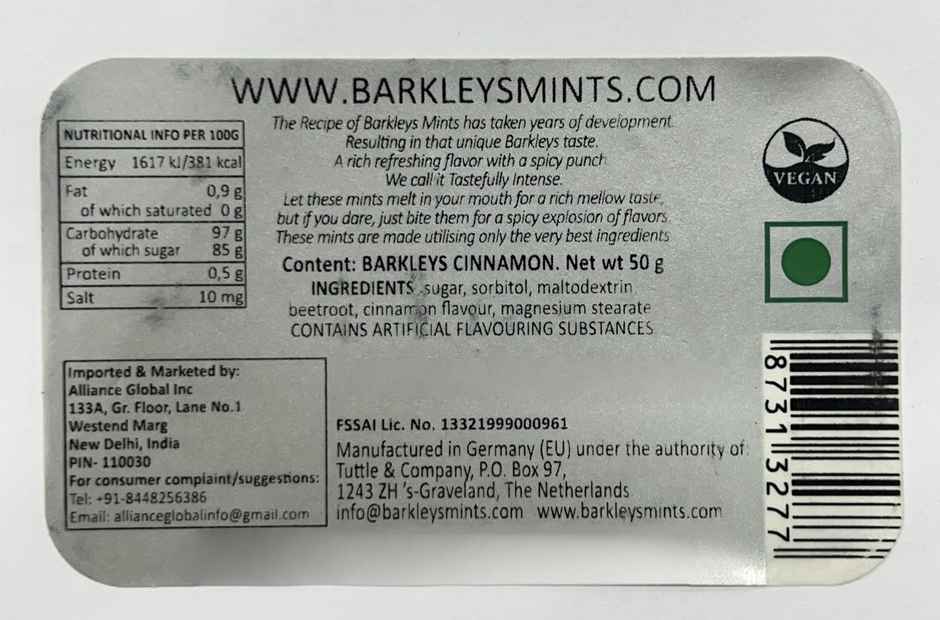 WWW.BARKLEYSMINTS.COM
The Recipe of Barkleys Mints has taken years of development.
Resulting in that unique Barkleys taste.
A rich refreshing flavor with a spicy punch
We call it Tastefully Intense.
Let these mints melt in your mouth for a rich mellow taste,
but if you dare, just bite them for a spicy explosion of flavors.
These mints are made utilising only the very best ingredients
Content: BARKLEYS CINNAMON. Net wt 50 g
INGREDIENTS :sugar, sorbitol, maltodextrin
beetroot, cinnamon flavour, magnesium stearate
CONTAINS ARTIFICIAL FLAVOURING SUBSTANCES
NUTRITIONAL INFO PER 100G
Energy 1617 kJ/381 kcal
Fat 0,9 g
of which saturated 0 g
Carbohydrate 97 g
of which sugar 85 g
Protein 0,5 g
Salt 10 mg
VEGAN
Imported & Marketed by:
Alliance Global Inc
133A, Gr. Floor, Lane No.1
Westend Marg
New Delhi, India
PIN- 110030
For consumer complaint/suggestions:
Tel: +91-8448256386
Email: allianceglobalinfo@gmail.com
FSSAI Lic. No. 13321999000961
Manufactured in Germany (EU) under the authority of:
Tuttle & Company, P.O. Box 97,
1243 ZH 's-Graveland, The Netherlands
info@barkleysmints.com www.barkleysmints.com
87313277